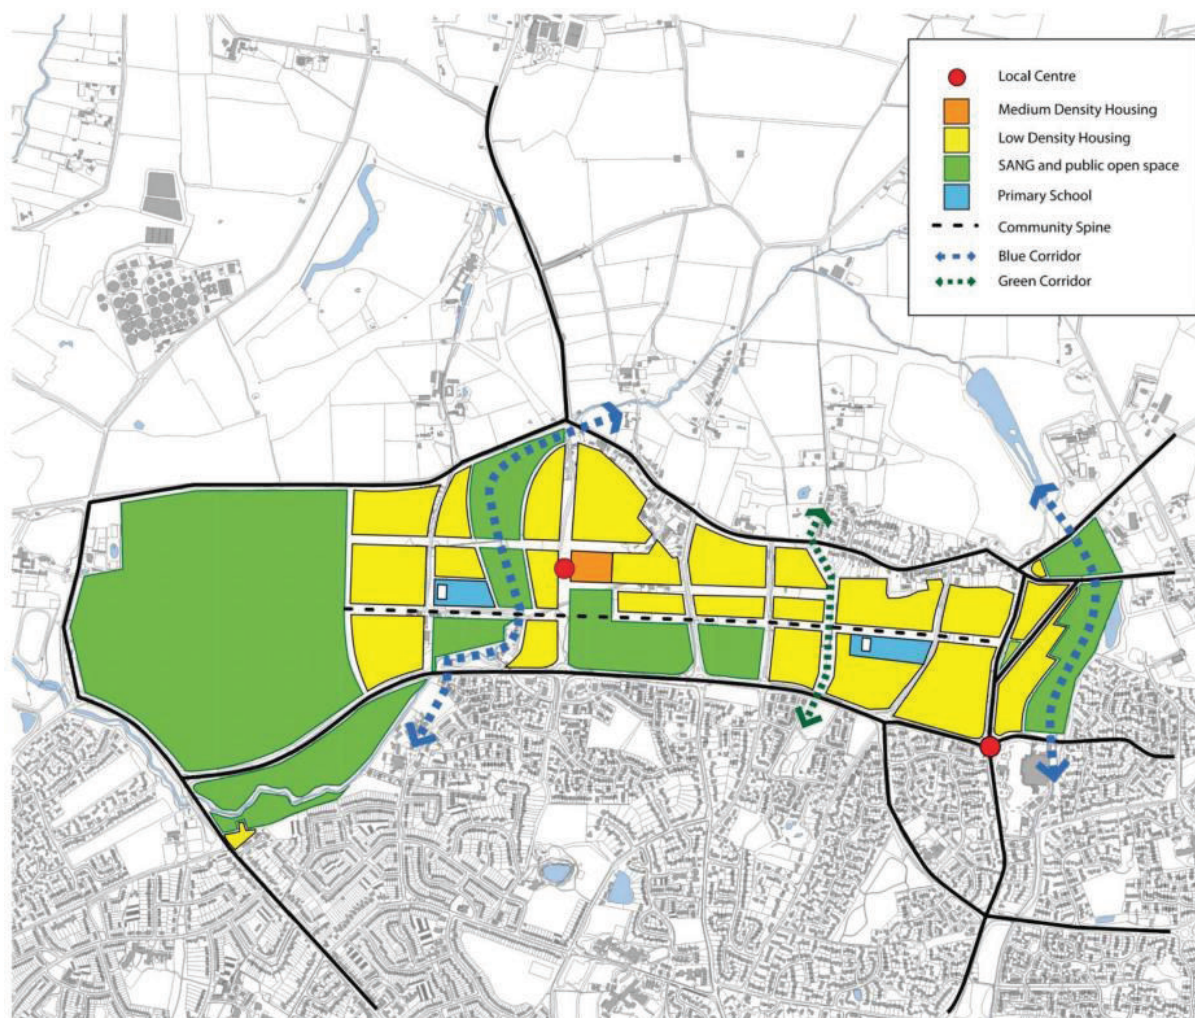 Local Centre
Medium Density Housing
Low Density Housing
SANG and public open space
Primary School
Community Spine
Blue Corridor
Green Corridor